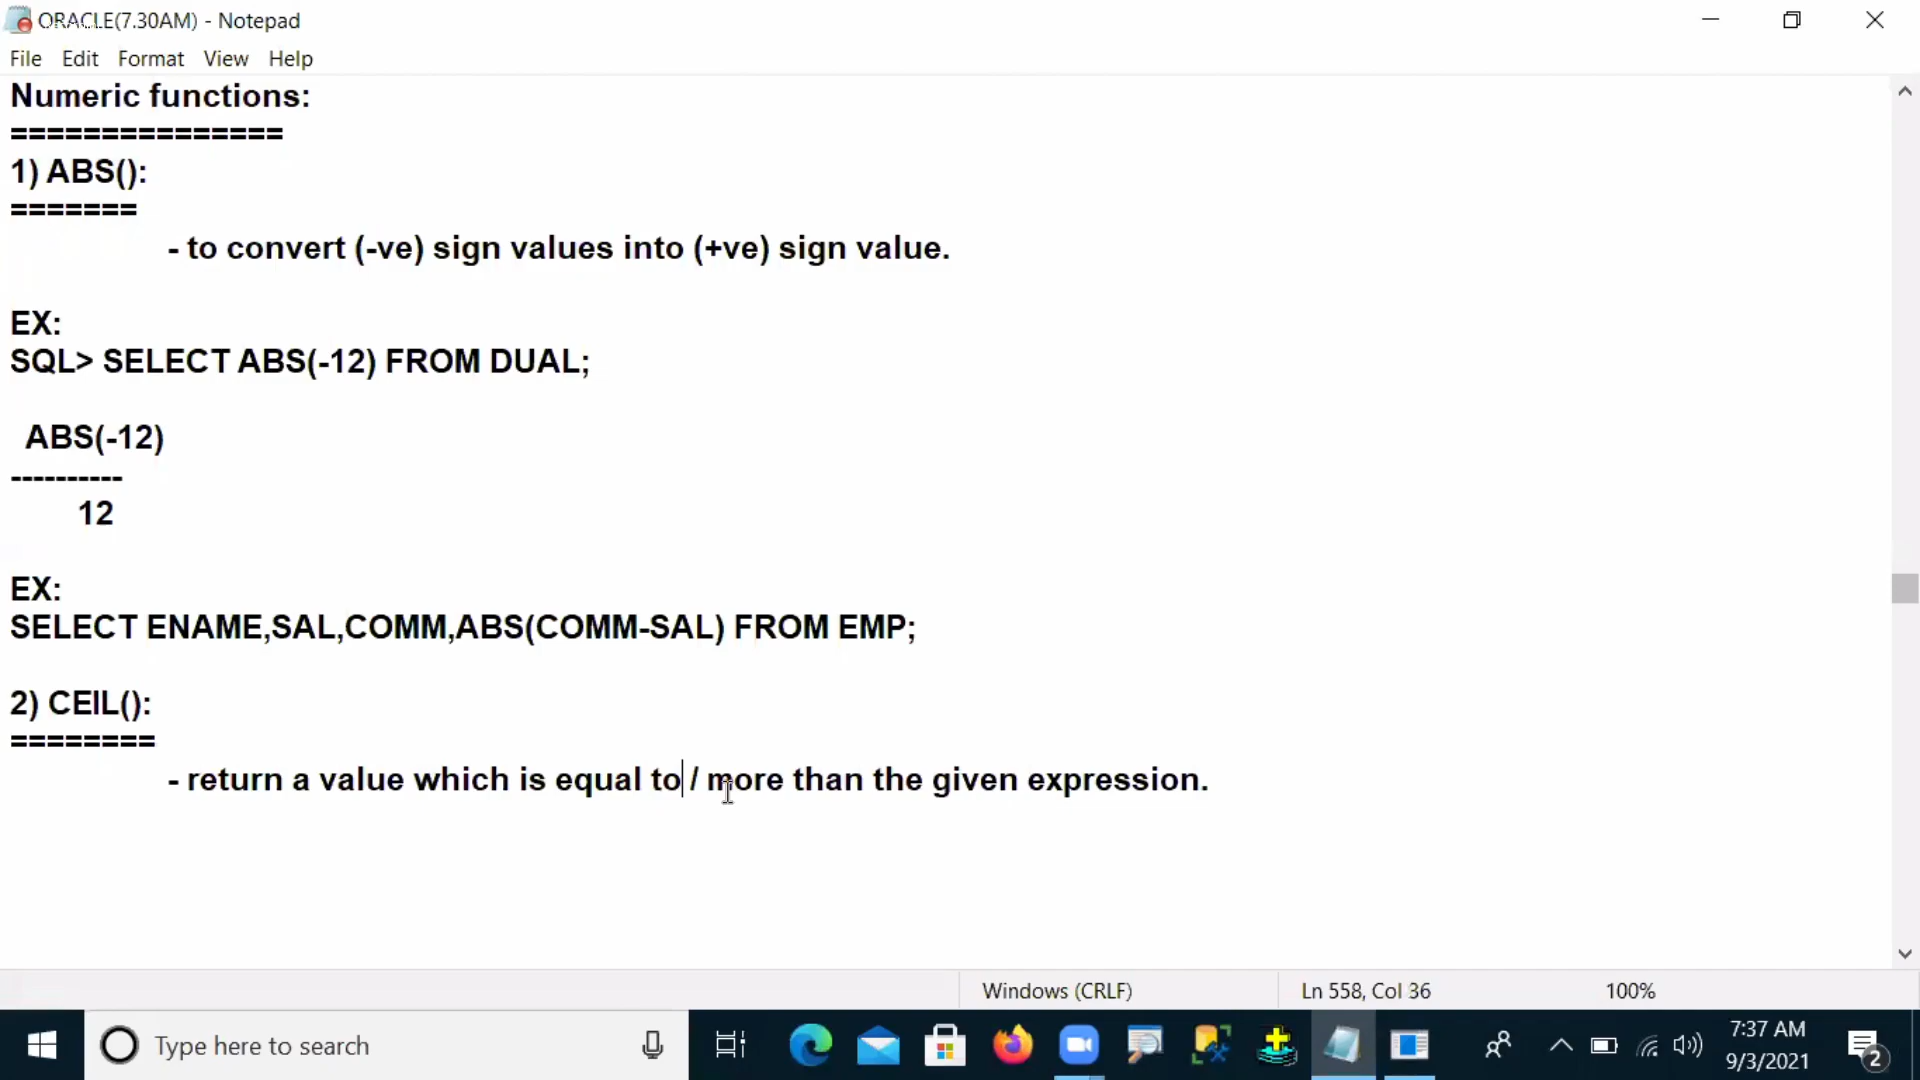 ORACLE(7.30AM) - Notepad
File Edit Format View Help
Numeric functions:
===============
1) ABS():
=======
- to convert (-ve) sign values into (+ve) sign value.
EX:
SQL> SELECT ABS(-12) FROM DUAL;
ABS(-12)
----------
12
EX:
SELECT ENAME,SAL,COMM,ABS(COMM-SAL) FROM EMP;
2) CEIL():
========
- return a value which is equal to / more than the given expression.
Windows (CRLF) Ln 558, Col 36 100%
Type here to search
7:37 AM
9/3/2021
2